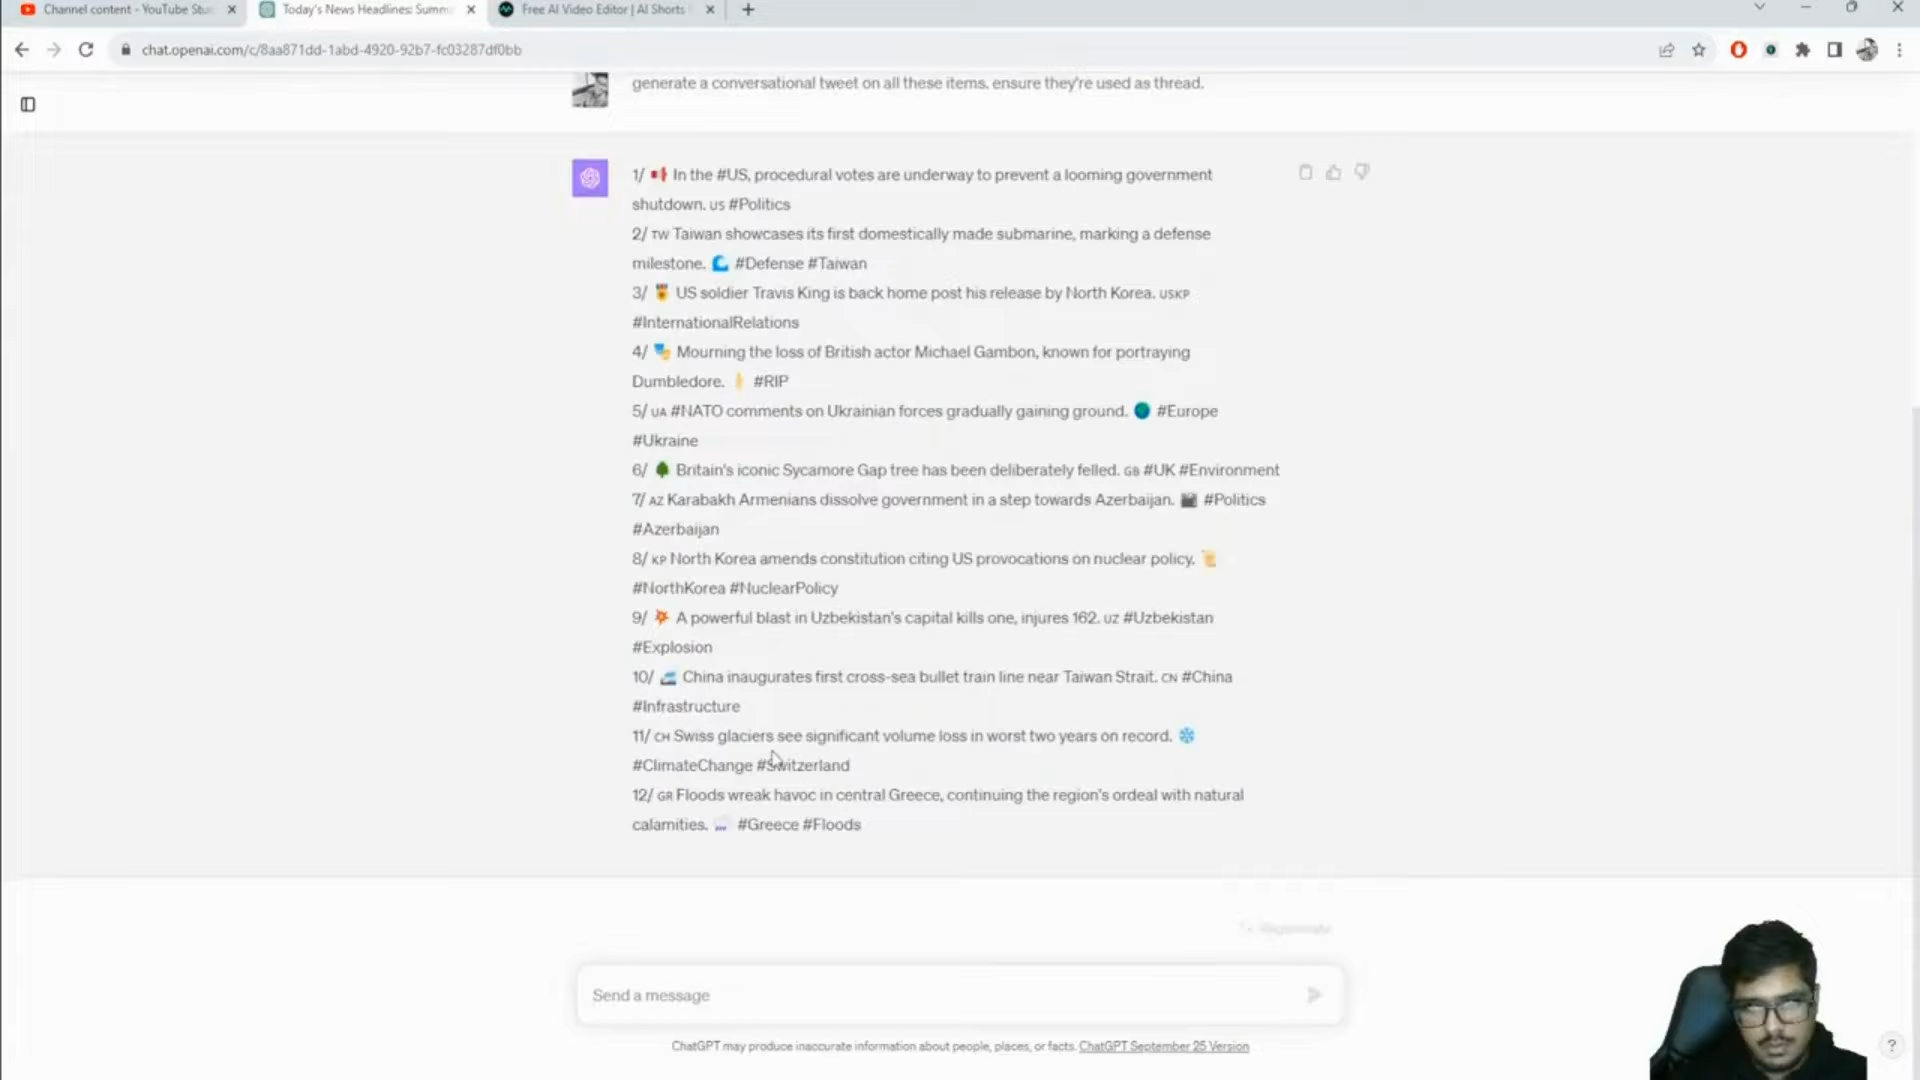 Channel content - YouTube Stu
Today's News Headlines: Summ
Free AI Video Editor | AI Shorts
chat.openai.com/c/8aa871dd-1abd-4920-92b7-fc03287df0bb
generate a conversational tweet on all these items. ensure they're used as thread.
1/ 📢 In the #US, procedural votes are underway to prevent a looming government
shutdown. US #Politics
2/ TW Taiwan showcases its first domestically made submarine, marking a defense
milestone. 🌊 #Defense #Taiwan
3/ 🎖 US soldier Travis King is back home post his release by North Korea. USKP
#InternationalRelations
4/ 🎭 Mourning the loss of British actor Michael Gambon, known for portraying
Dumbledore. 🕯 #RIP
5/ UA #NATO comments on Ukrainian forces gradually gaining ground. 🌍 #Europe
#Ukraine
6/ 🌳 Britain's iconic Sycamore Gap tree has been deliberately felled. GB #UK #Environment
7/ AZ Karabakh Armenians dissolve government in a step towards Azerbaijan. #Politics
#Azerbaijan
8/ KP North Korea amends constitution citing US provocations on nuclear policy. 📜
#NorthKorea #NuclearPolicy
9/ 💥 A powerful blast in Uzbekistan's capital kills one, injures 162. UZ #Uzbekistan
#Explosion
10/ 🚄 China inaugurates first cross-sea bullet train line near Taiwan Strait. CN #China
#Infrastructure
11/ CH Swiss glaciers see significant volume loss in worst two years on record. ❄️
#ClimateChange #Switzerland
12/ GR Floods wreak havoc in central Greece, continuing the region's ordeal with natural
calamities. 🌧 #Greece #Floods
Regenerate
Send a message
ChatGPT may produce inaccurate information about people, places, or facts. ChatGPT September 25 Version
?